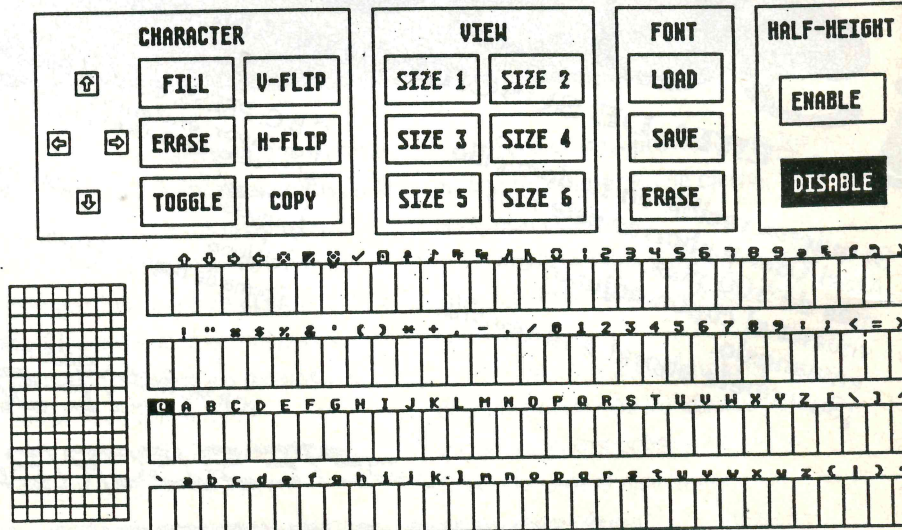 CHARACTER
FILL V-FLIP
ERASE H-FLIP
TOGGLE COPY
VIEW
SIZE 1 SIZE 2
SIZE 3 SIZE 4
SIZE 5 SIZE 6
FONT
LOAD
SAVE
ERASE
HALF-HEIGHT
ENABLE
DISABLE
0 1 2 3 4 5 6 7 8 9
! " # $ % & ' ( ) * + , - . / 0 1 2 3 4 5 6 7 8 9 : ; < = >
@ A B C D E F G H I J K L M N O P Q R S T U V W X Y Z [ \ ] ^
` a b c d e f g h i j k l m n o p q r s t u v w x y z { | }